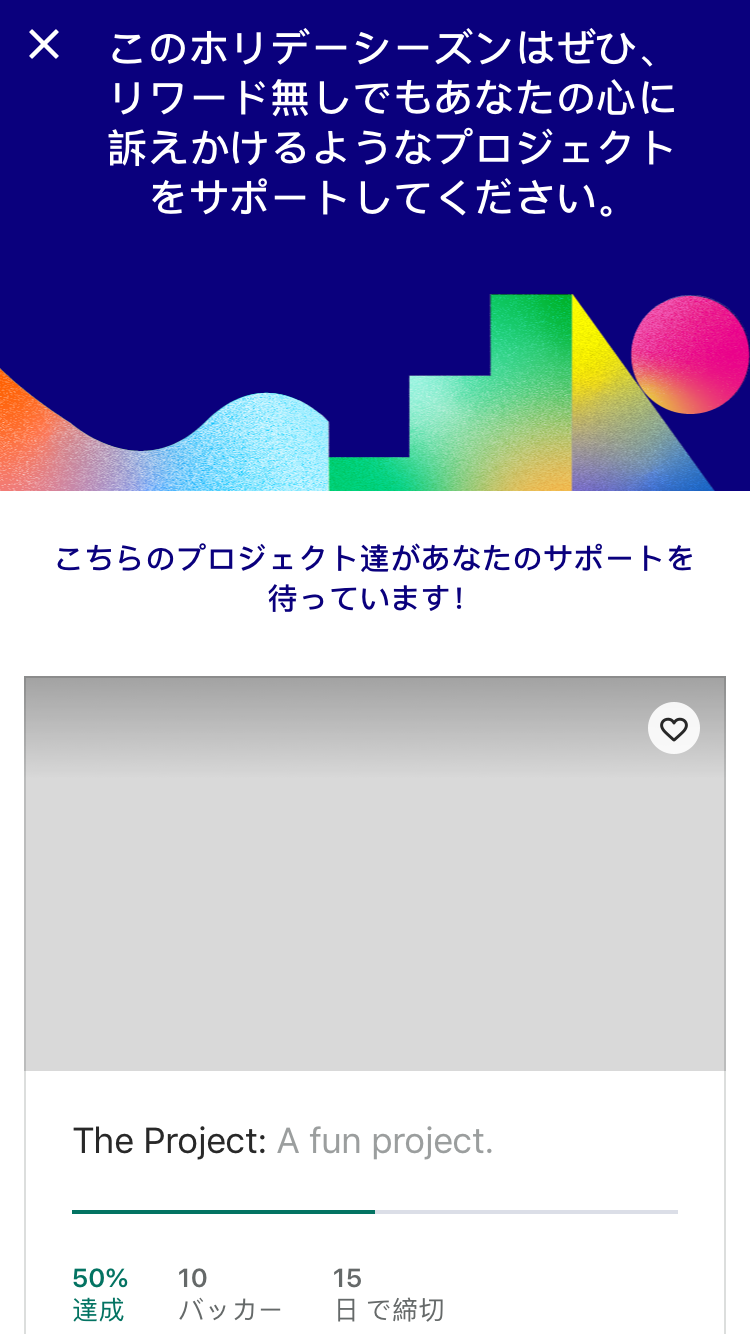 このホリデーシーズンはぜひ、
リワード無しでもあなたの心に
訴えかけるようなプロジェクト
をサポートしてください。
こちらのプロジェクト達があなたのサポートを
待っています!
The Project: A fun project.
50% 10 15
達成 バッカー 日 で締切